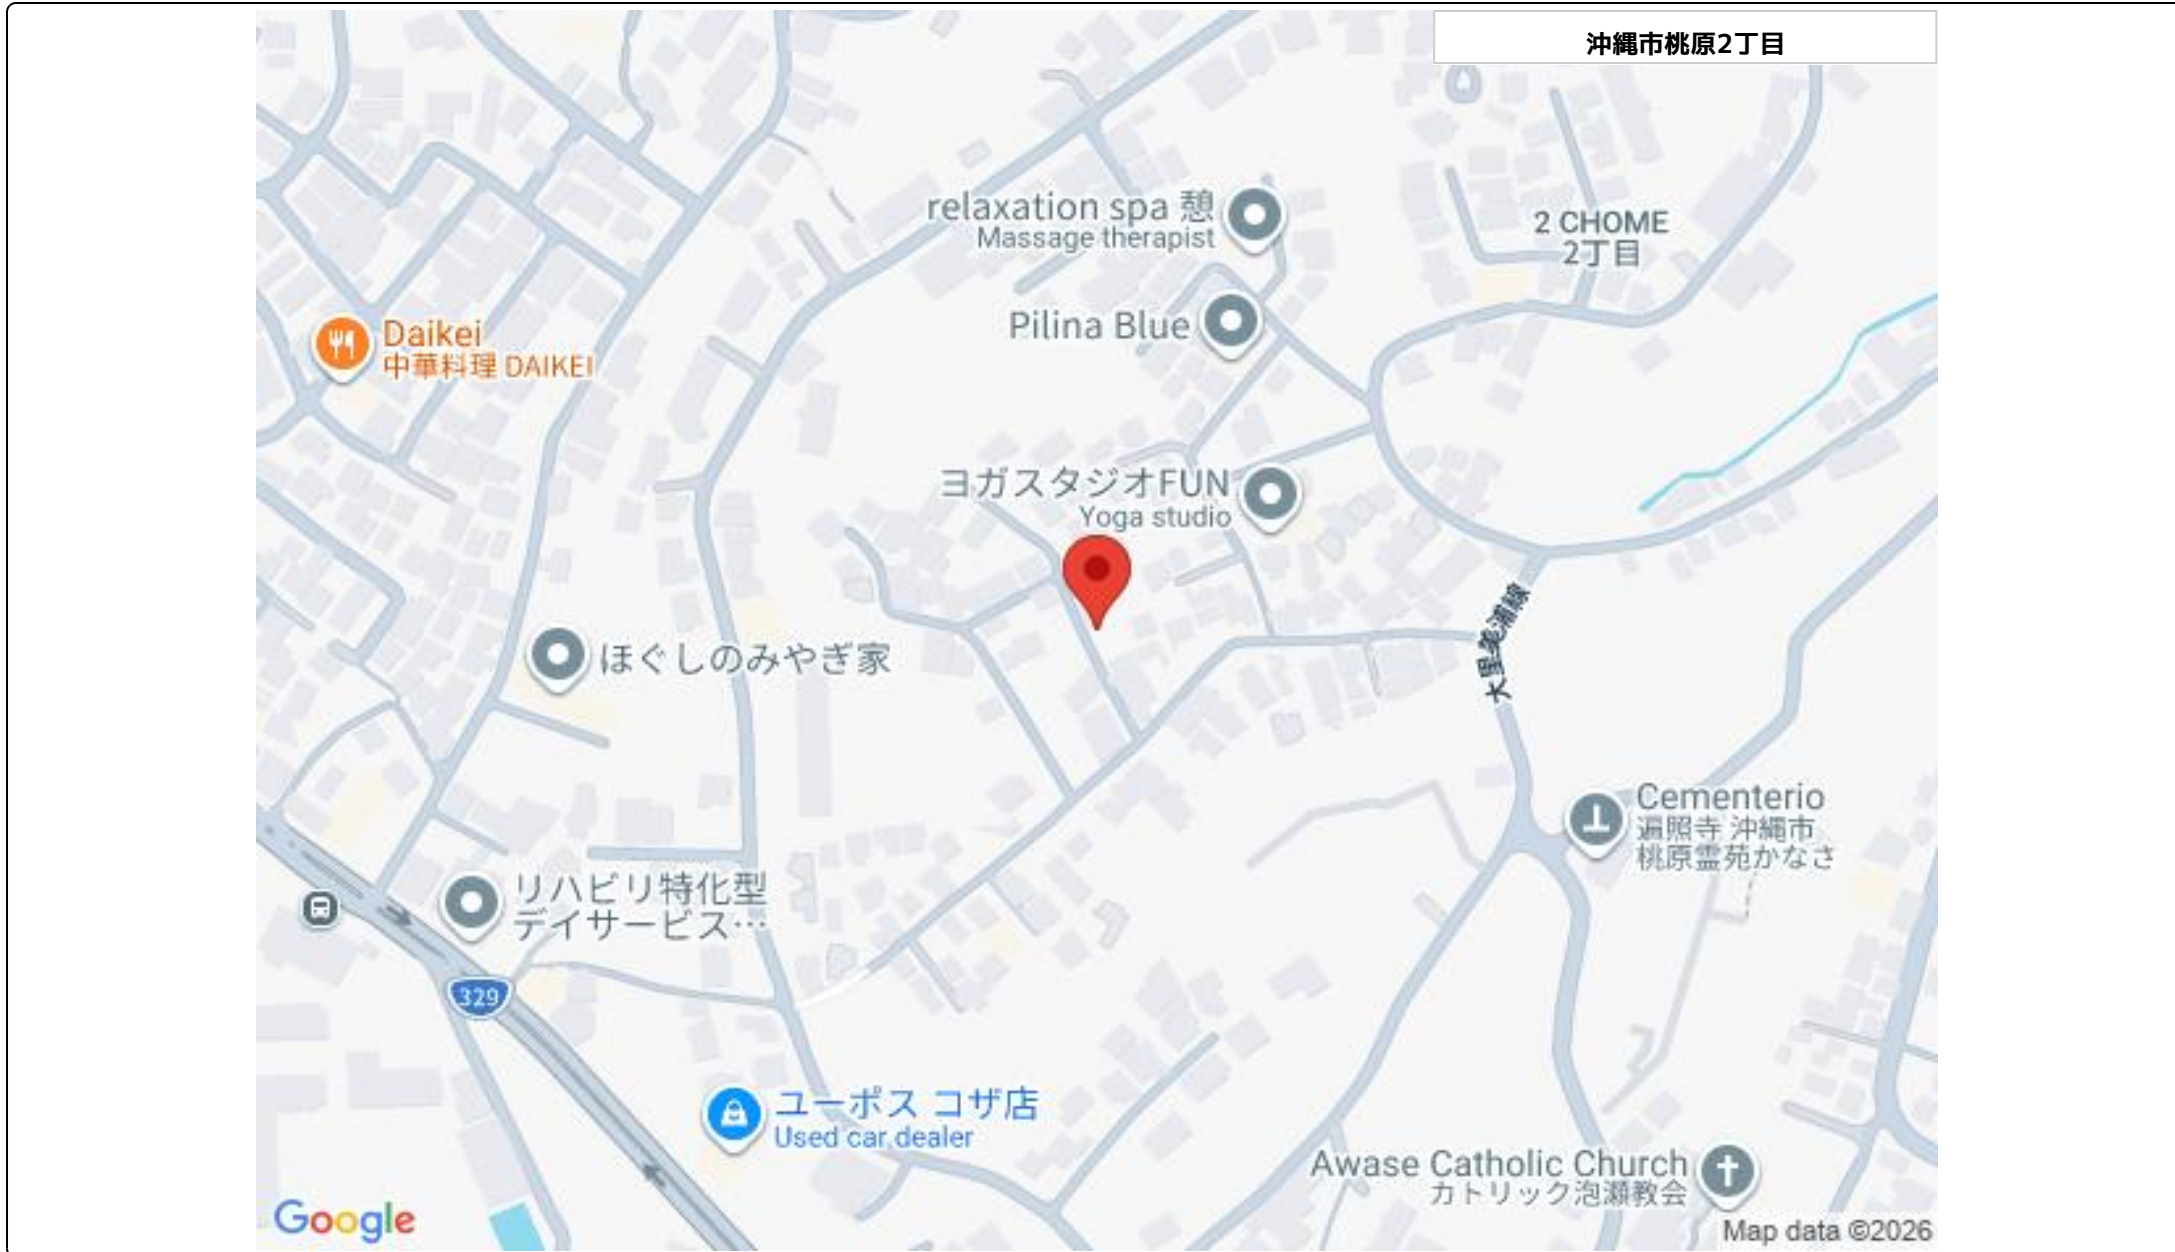 沖縄市桃原2丁目
relaxation spa 憩
Massage therapist
2 CHOME
2丁目
Pilina Blue
Daikei
中華料理 DAIKEI
ヨガスタジオFUN
Yoga studio
大里美浦線
ほぐしのみやぎ家
Cementerio
遍照寺 沖縄市
桃原霊苑かなさ
リハビリ特化型
デイサービス…
329
ユーポス コザ店
Used car dealer
Awase Catholic Church
カトリック泡瀬教会
Google
Map data ©2026